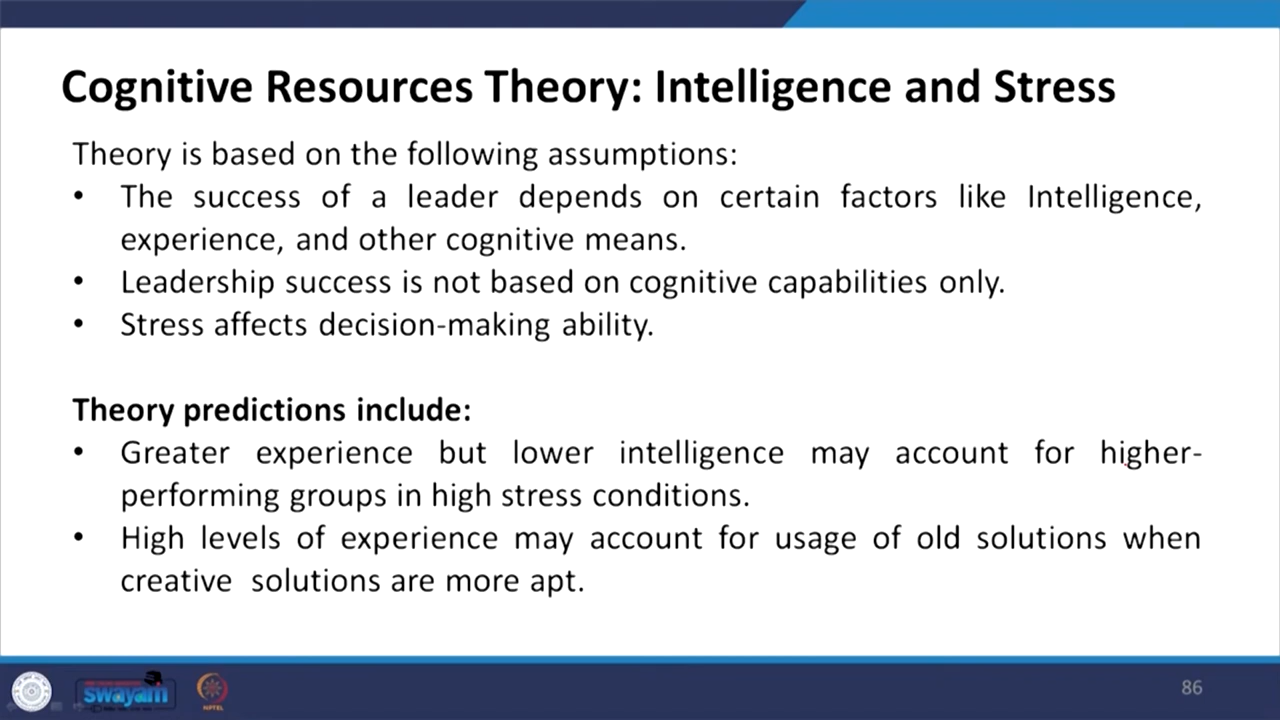 Cognitive Resources Theory: Intelligence and Stress
Theory is based on the following assumptions:
• The success of a leader depends on certain factors like Intelligence,
experience, and other cognitive means.
• Leadership success is not based on cognitive capabilities only.
• Stress affects decision-making ability.
Theory predictions include:
• Greater experience but lower intelligence may account for higher-
performing groups in high stress conditions.
• High levels of experience may account for usage of old solutions when
creative solutions are more apt.
swayam
NPTEL
86